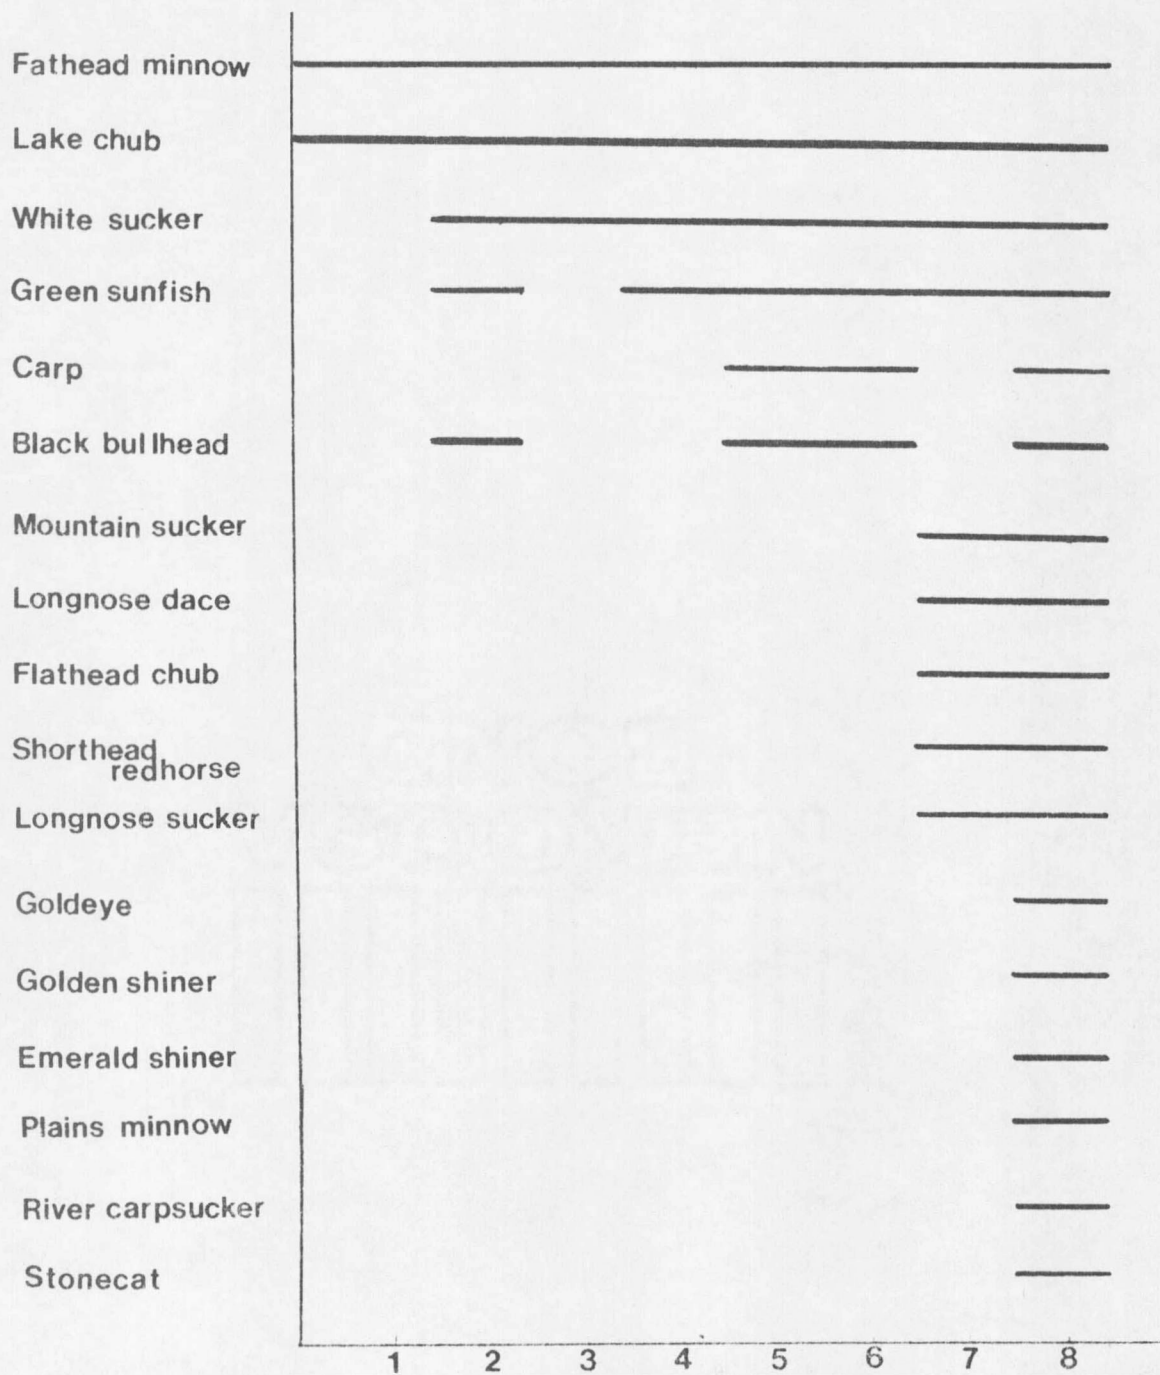 Fathead minnow
Lake chub
White sucker
Green sunfish
Carp
Black bullhead
Mountain sucker
Longnose dace
Flathead chub
Shorthead
redhorse
Longnose sucker
Goldeye
Golden shiner
Emerald shiner
Plains minnow
River carpsucker
Stonecat
1 2 3 4 5 6 7 8